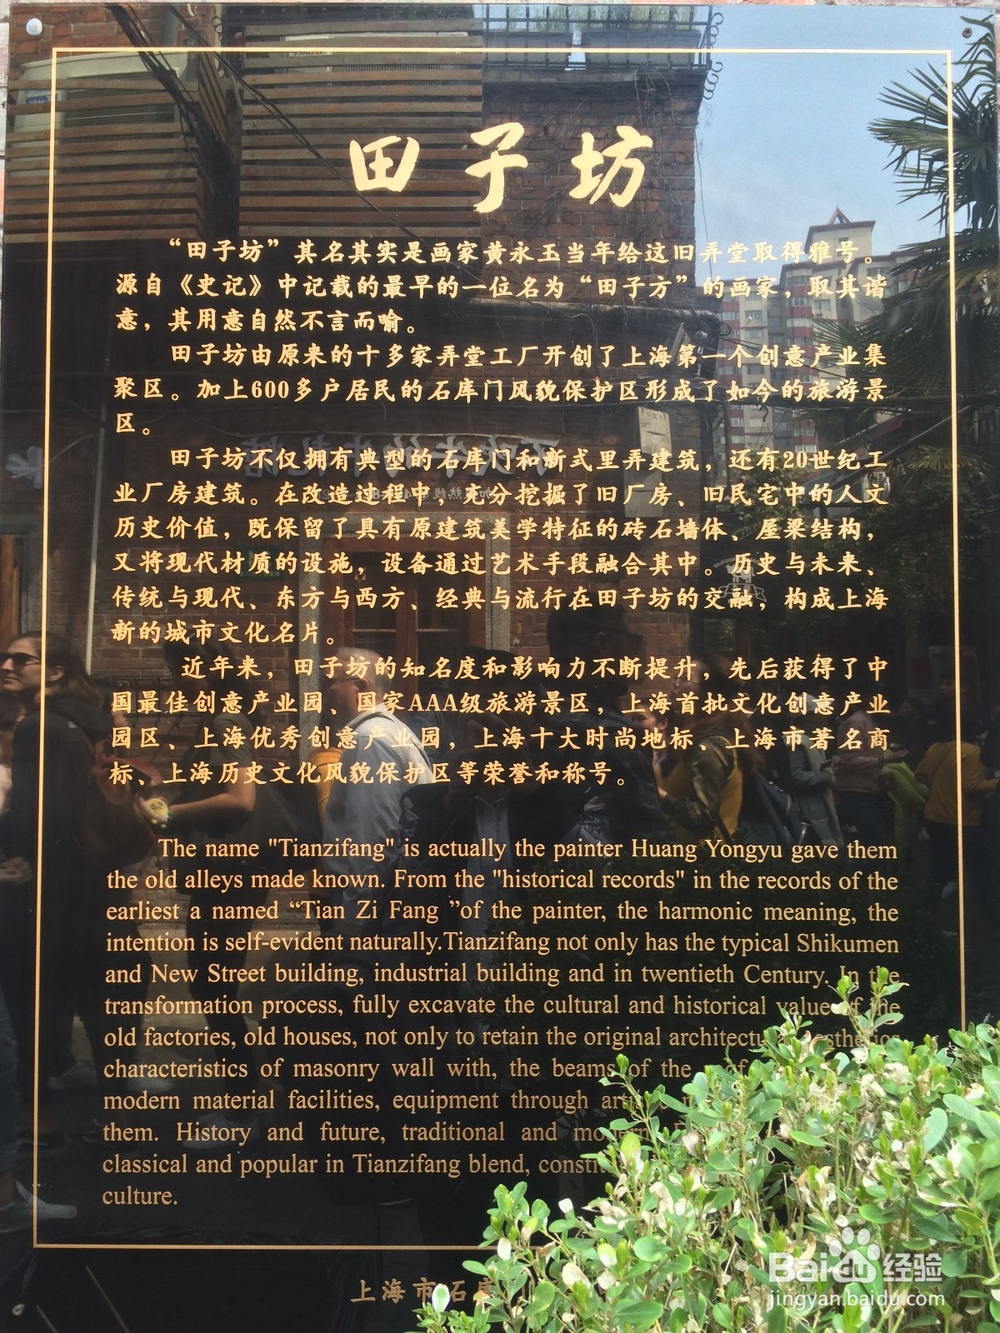 田子坊
“田子坊”其名其实是画家黄永玉当年给这旧弄堂取得雅号。
源自《史记》中记载的最早的一位名为“田子方”的画家，取其谐
意，其用意自然不言而喻。
田子坊由原来的十多家弄堂工厂开创了上海第一个创意产业集
聚区。加上600多户居民的石库门风貌保护区形成了如今的旅游景
区。
田子坊不仅拥有典型的石库门和新式里弄建筑，还有20世纪工
业厂房建筑。在改造过程中，充分挖掘了旧厂房、旧民宅中的人文
历史价值，既保留了具有原建筑美学特征的砖石墙体、屋梁结构，
又将现代材质的设施，设备通过艺术手段融合其中。历史与未来、
传统与现代、东方与西方、经典与流行在田子坊的交融，构成上海
新的城市文化名片。
近年来，田子坊的知名度和影响力不断提升，先后获得了中
国最佳创意产业园、国家AAA级旅游景区，上海首批文化创意产业
园区、上海优秀创意产业园，上海十大时尚地标、上海市著名商
标、上海历史文化风貌保护区等荣誉和称号。
The name "Tianzifang" is actually the painter Huang Yongyu gave them
the old alleys made known. From the "historical records" in the records of the
earliest a named “Tian Zi Fang ”of the painter, the harmonic meaning, the
intention is self-evident naturally.Tianzifang not only has the typical Shikumen
and New Street building, industrial building and in twentieth Century. In the
transformation process, fully excavate the cultural and historical value of the
old factories, old houses, not only to retain the original architectural aesthetic
characteristics of masonry wall with, the beams of the
modern material facilities, equipment through
them. History and future, traditional and
classical and popular in Tianzifang blend,
culture.
上海市石库
Baidu经验
jingyan.baidu.com